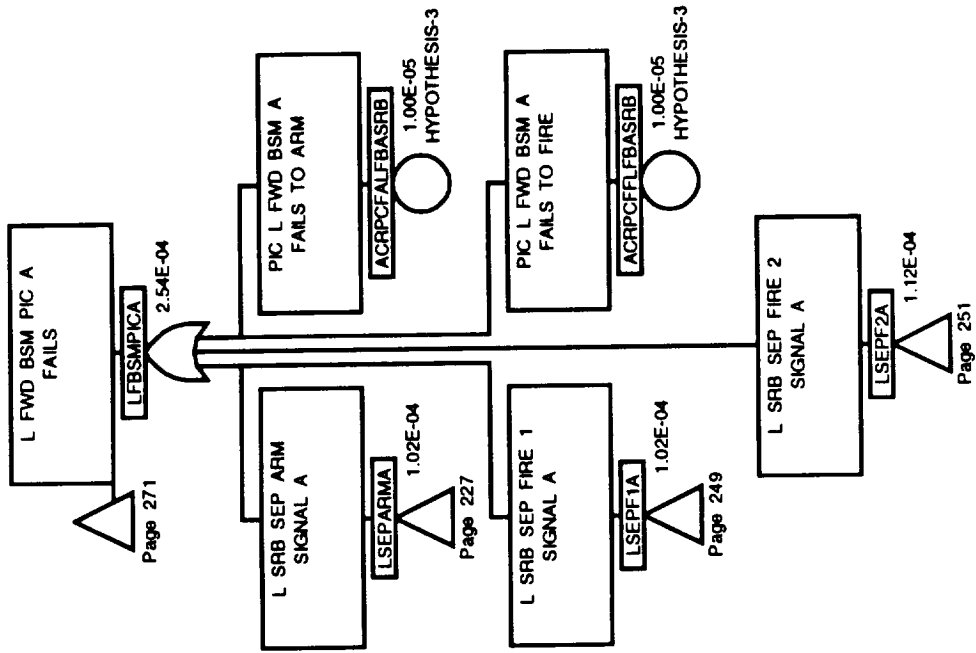 L FWD BSM PIC A
FAILS
LFBSMPICA
2.54E-04
Page 271
L SRB SEP ARM
SIGNAL A
LSEPARMA
1.02E-04
Page 227
PIC L FWD BSM A
FAILS TO ARM
ACRPCFALFBASRB
1.00E-05
HYPOTHESIS-3
L SRB SEP FIRE 1
SIGNAL A
LSEPF1A
1.02E-04
Page 249
PIC L FWD BSM A
FAILS TO FIRE
ACRPCFFLFBASRB
1.00E-05
HYPOTHESIS-3
L SRB SEP FIRE 2
SIGNAL A
LSEPF2A
1.12E-04
Page 251